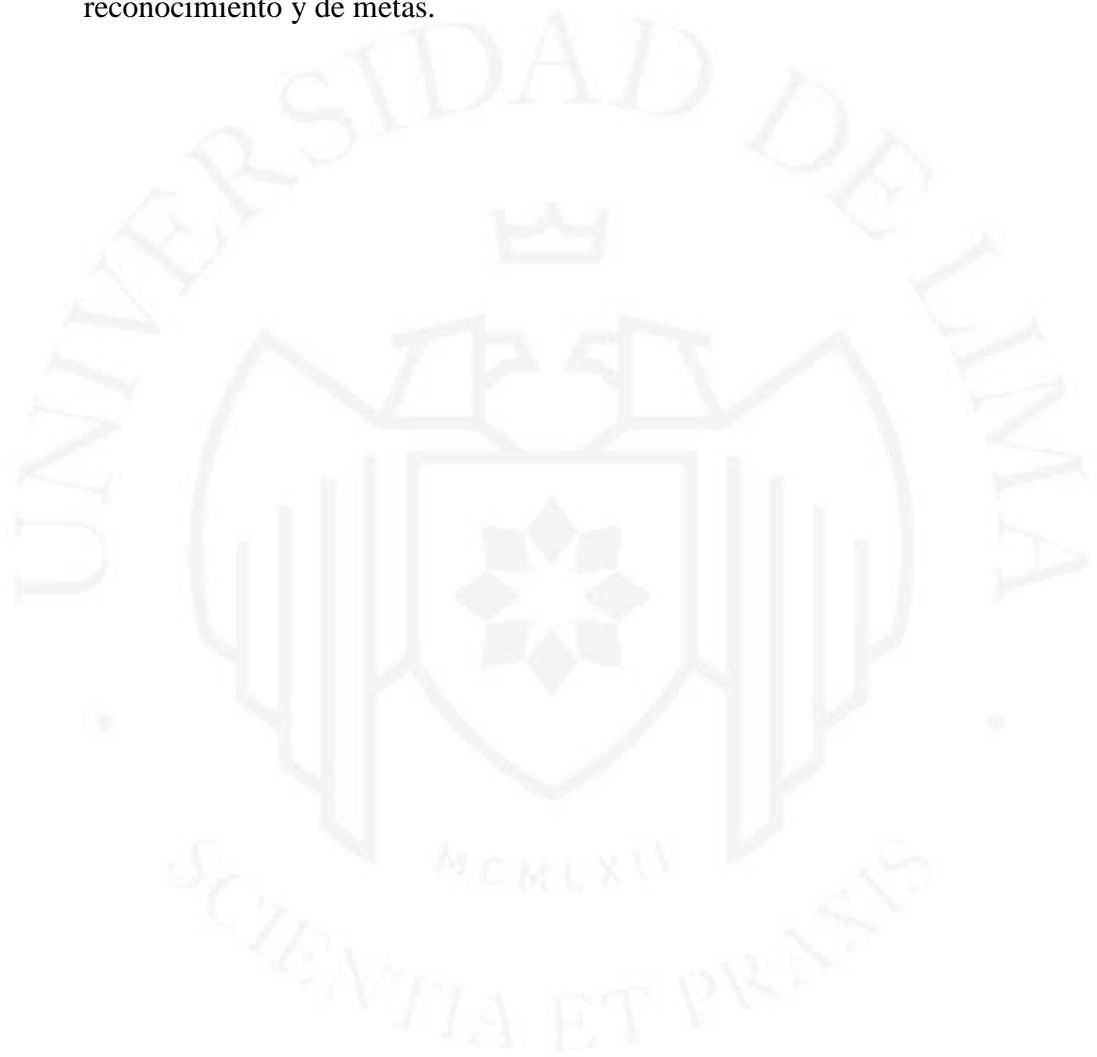 reconocimiento y de metas.
UNIVERSIDAD DE LIMA
MCMLXII
SCIENTIA ET PRAXIS